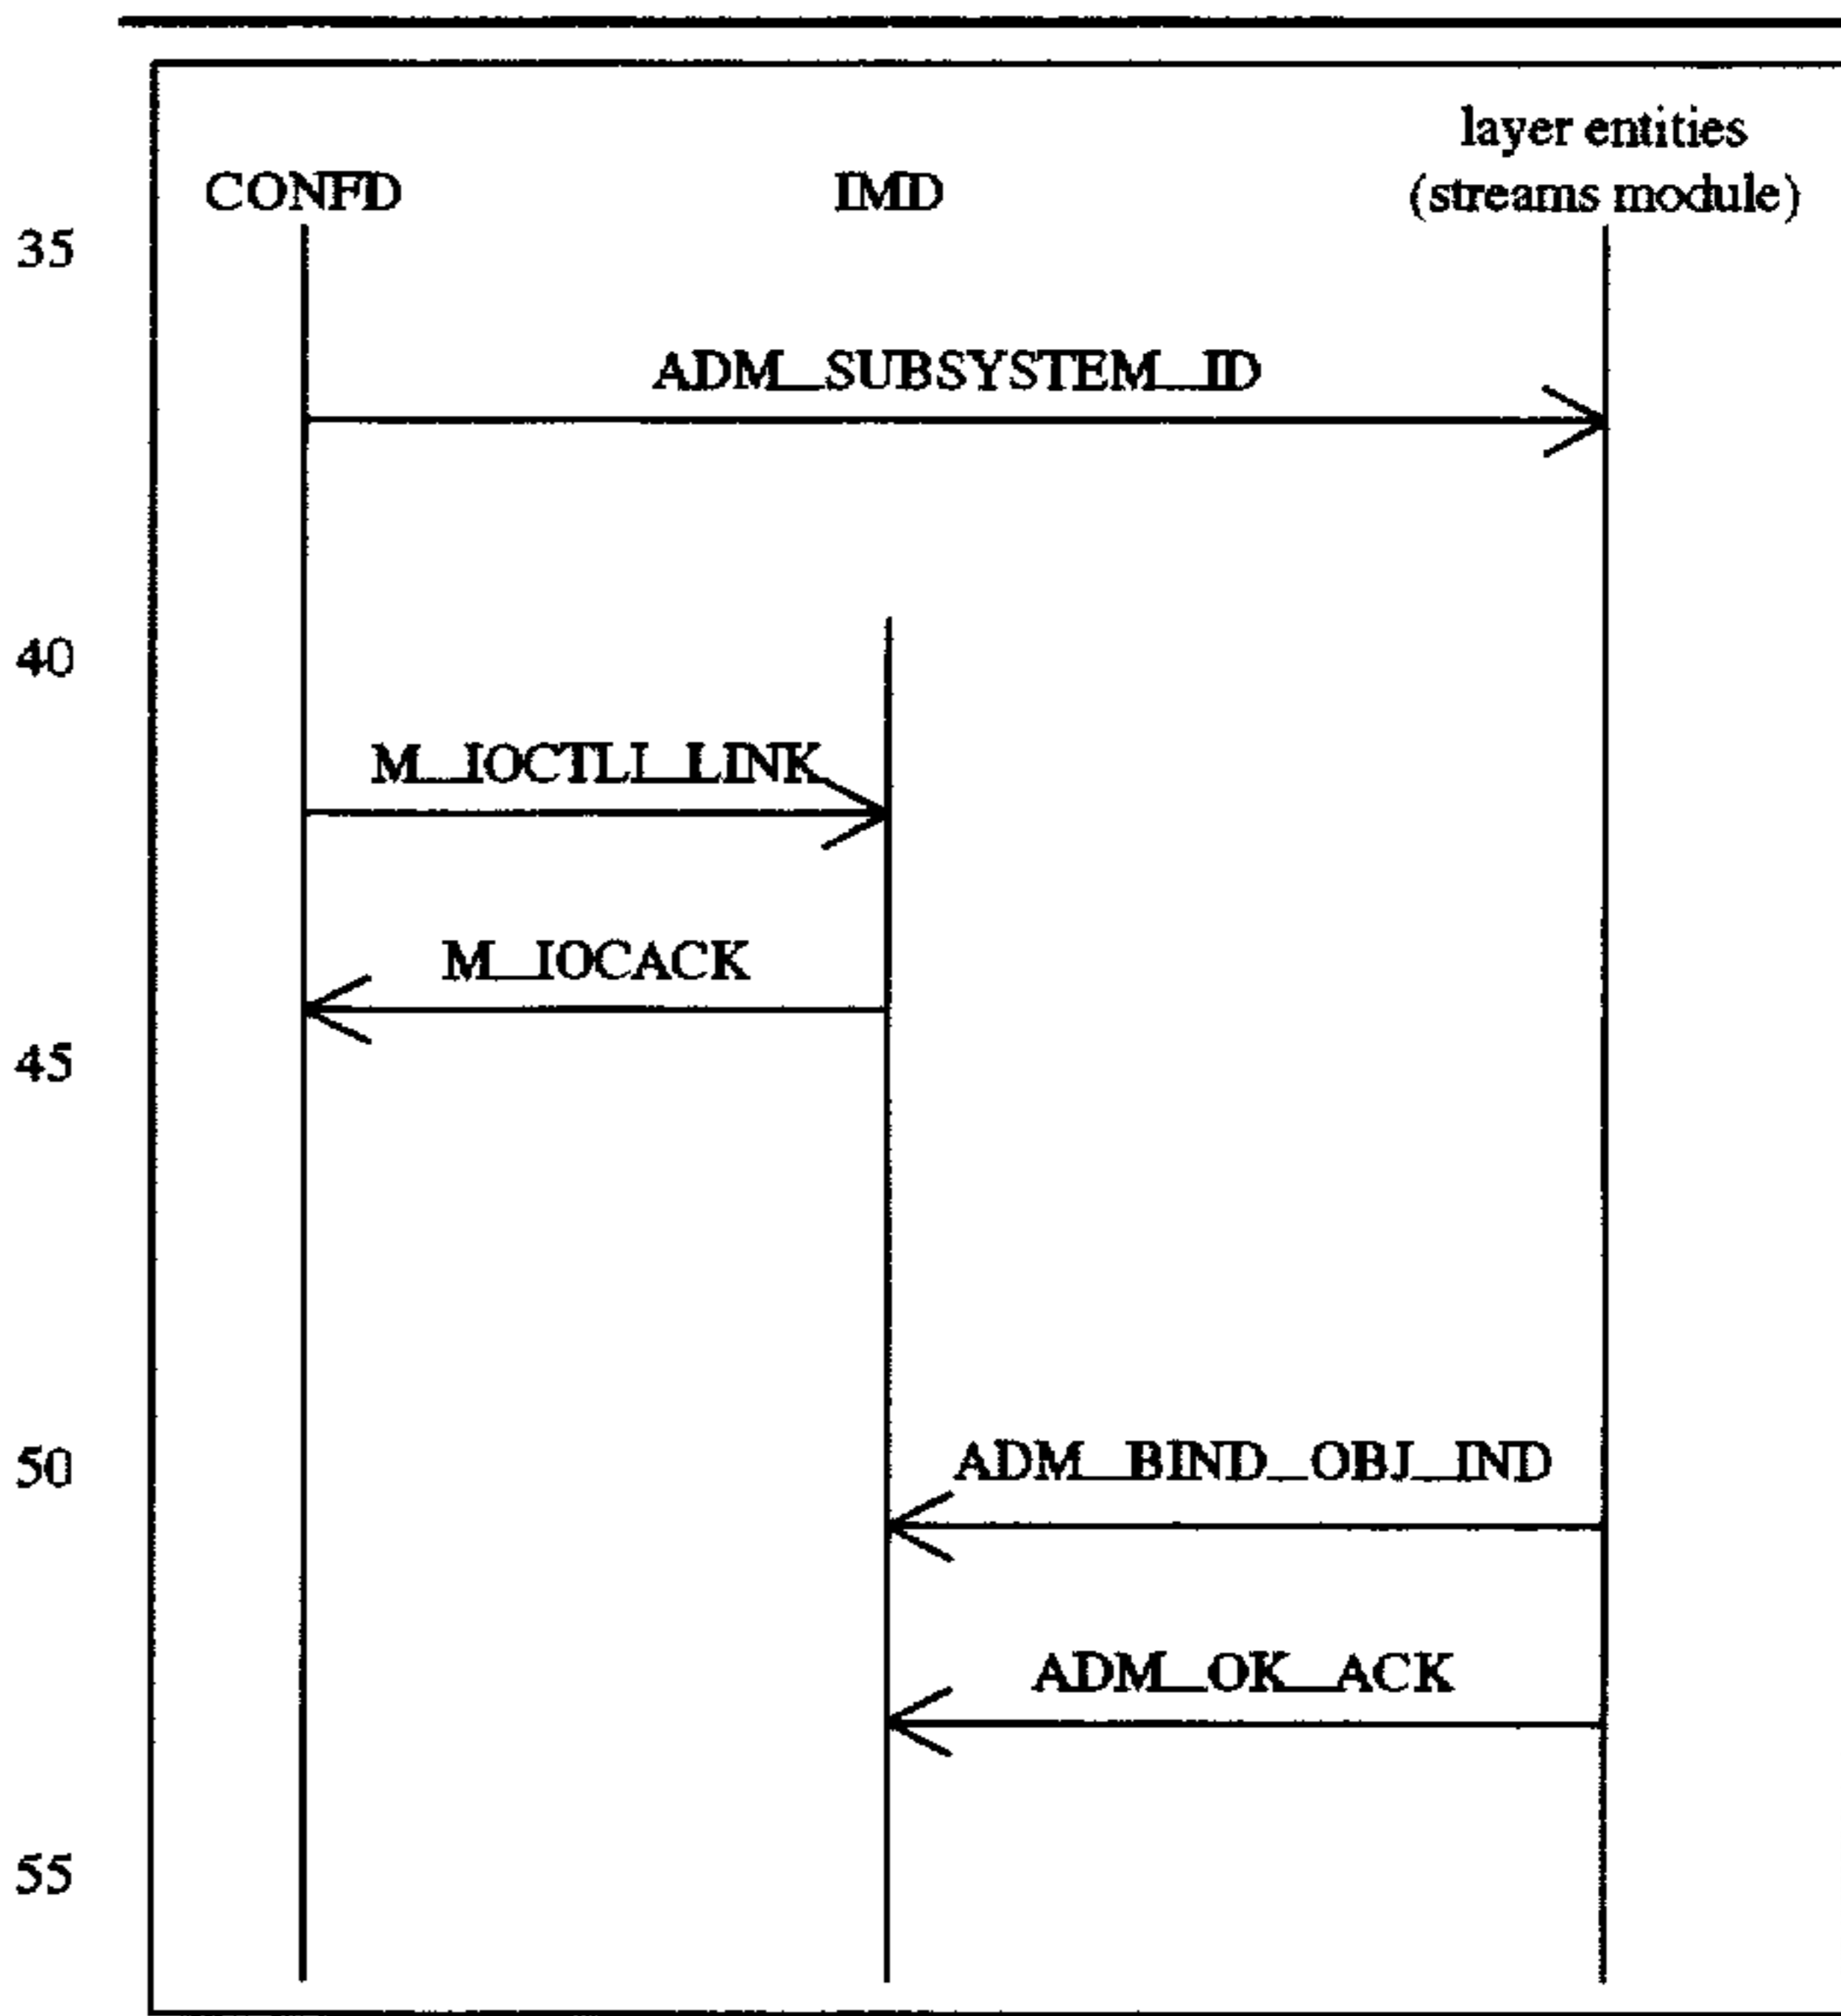 layer entities
CONFD IMD (streams module)
35
ADM_SUBSYSTEM_ID
40
M_IOCTLI_LINK
M_IOCACK
45
50
ADM_BIND_OBJ_IND
ADM_OK_ACK
55